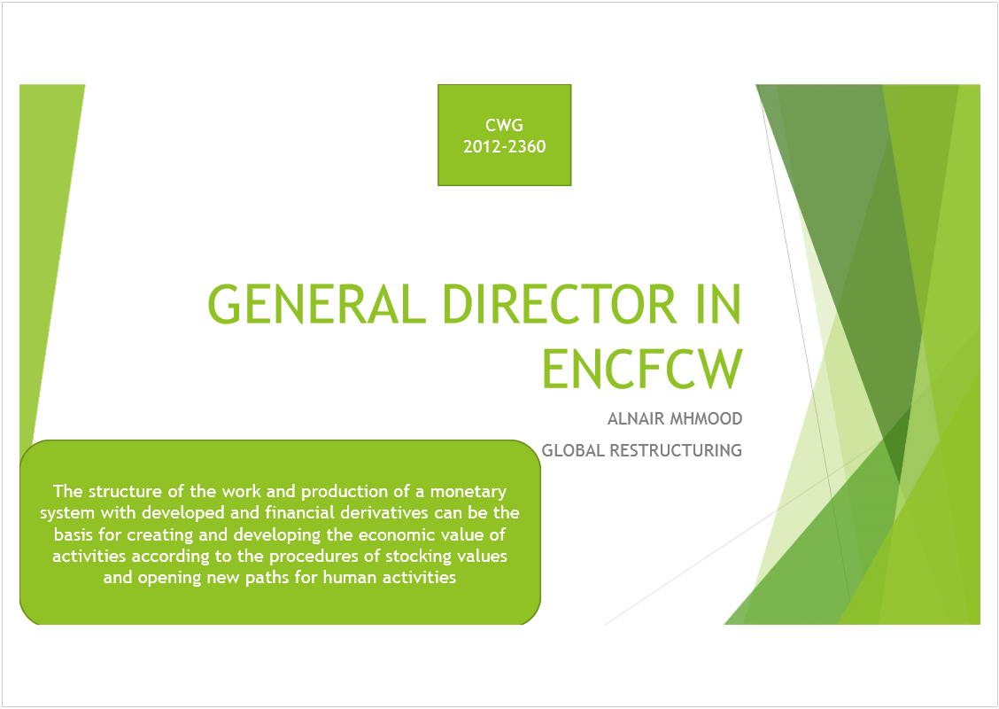 CWG
2012-2360
GENERAL DIRECTOR IN
ENCFCW
ALNAIR MHMOOD
GLOBAL RESTRUCTURING
The structure of the work and production of a monetary
system with developed and financial derivatives can be the
basis for creating and developing the economic value of
activities according to the procedures of stocking values
and opening new paths for human activities